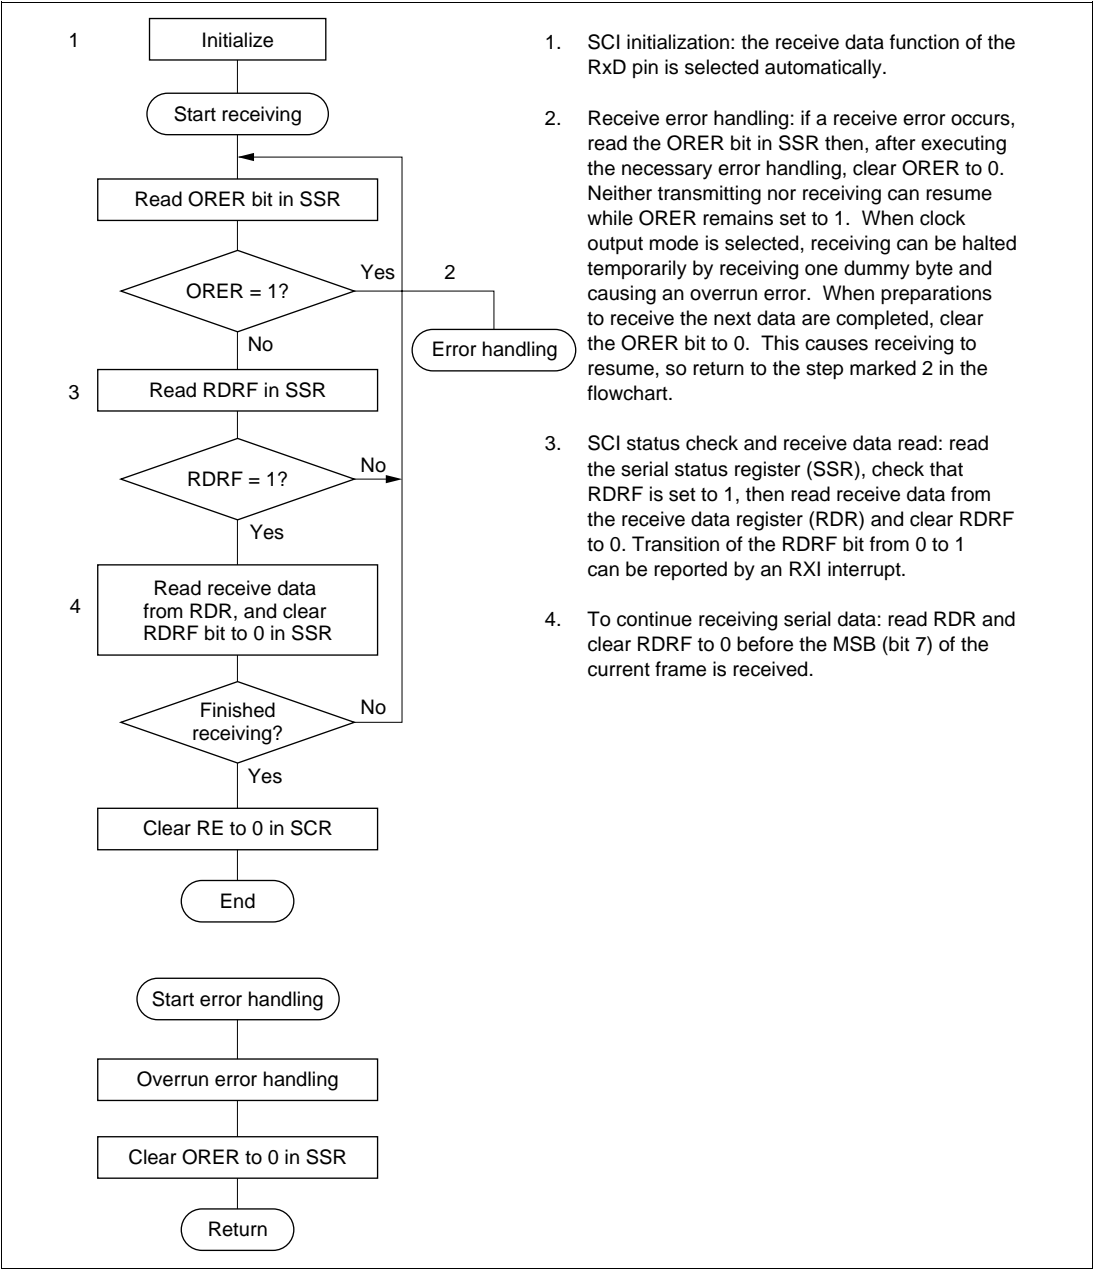 1
Initialize
Start receiving
Read ORER bit in SSR
ORER = 1?
Yes
2
No
Error handling
3
Read RDRF in SSR
RDRF = 1?
No
Yes
4
Read receive data
from RDR, and clear
RDRF bit to 0 in SSR
Finished
receiving?
No
Yes
Clear RE to 0 in SCR
End
Start error handling
Overrun error handling
Clear ORER to 0 in SSR
Return
1. SCI initialization: the receive data function of the
RxD pin is selected automatically.
2. Receive error handling: if a receive error occurs,
read the ORER bit in SSR then, after executing
the necessary error handling, clear ORER to 0.
Neither transmitting nor receiving can resume
while ORER remains set to 1. When clock
output mode is selected, receiving can be halted
temporarily by receiving one dummy byte and
causing an overrun error. When preparations
to receive the next data are completed, clear
the ORER bit to 0. This causes receiving to
resume, so return to the step marked 2 in the
flowchart.
3. SCI status check and receive data read: read
the serial status register (SSR), check that
RDRF is set to 1, then read receive data from
the receive data register (RDR) and clear RDRF
to 0. Transition of the RDRF bit from 0 to 1
can be reported by an RXI interrupt.
4. To continue receiving serial data: read RDR and
clear RDRF to 0 before the MSB (bit 7) of the
current frame is received.